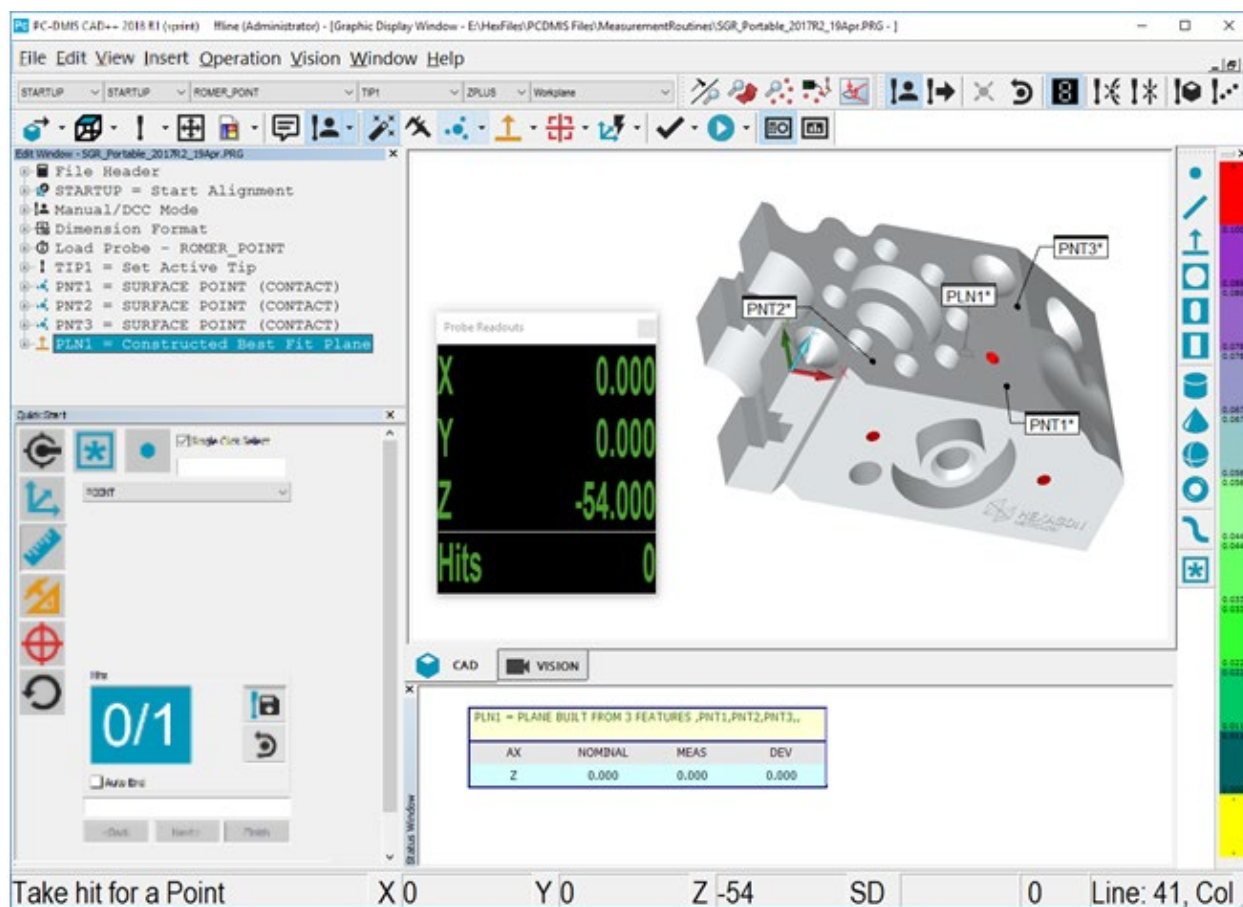 PC-DMIS CAD++ 2018 R1 (sprint) ffline (Administrator) - [Graphic Display Window - E:\HexFiles\PCDMIS Files\MeasurementRoutines\SGR_Portable_2017R2_19Apr.PRG - ]
File Edit View Insert Operation Vision Window Help
STARTUP STARTUP ROMER_POINT TIP1 ZPLUS Workplane
Edit Window - SGR_Portable_2017R2_19Apr.PRG
File Header
STARTUP = Start Alignment
Manual/DCC Mode
Dimension Format
Load Probe - ROMER_POINT
TIP1 = Set Active Tip
PNT1 = SURFACE POINT (CONTACT)
PNT2 = SURFACE POINT (CONTACT)
PNT3 = SURFACE POINT (CONTACT)
PLN1 = Constructed Best Fit Plane
Quick Start
Single Click Select
POINT
Hits
0/1
Auto End
<Back Next> Finish
Probe Readouts
X 0.000
Y 0.000
Z -54.000
Hits 0
PNT3*
PLN1*
PNT2*
PNT1*
X
HEXAGON
CAD VISION
Status Window
PLN1 = PLANE BUILT FROM 3 FEATURES ,PNT1,PNT2,PNT3,,
AX NOMINAL MEAS DEV
Z 0.000 0.000 0.000
Take hit for a Point X 0 Y 0 Z -54 SD 0 Line: 41, Col